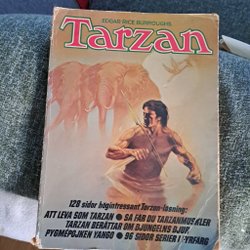 EDGAR RICE BURROUGHS
Tarzan
128 sidor högintressant Tarzan-läsning:
ATT LEVA SOM TARZAN ● SÅ FÅR DU TARZANMUSKLER
TARZAN BERÄTTAR OM DJUNGELNS DJUR
PYGMÉPOJKEN YANGO ● 96 SIDOR SERIER I FYRFÄRG